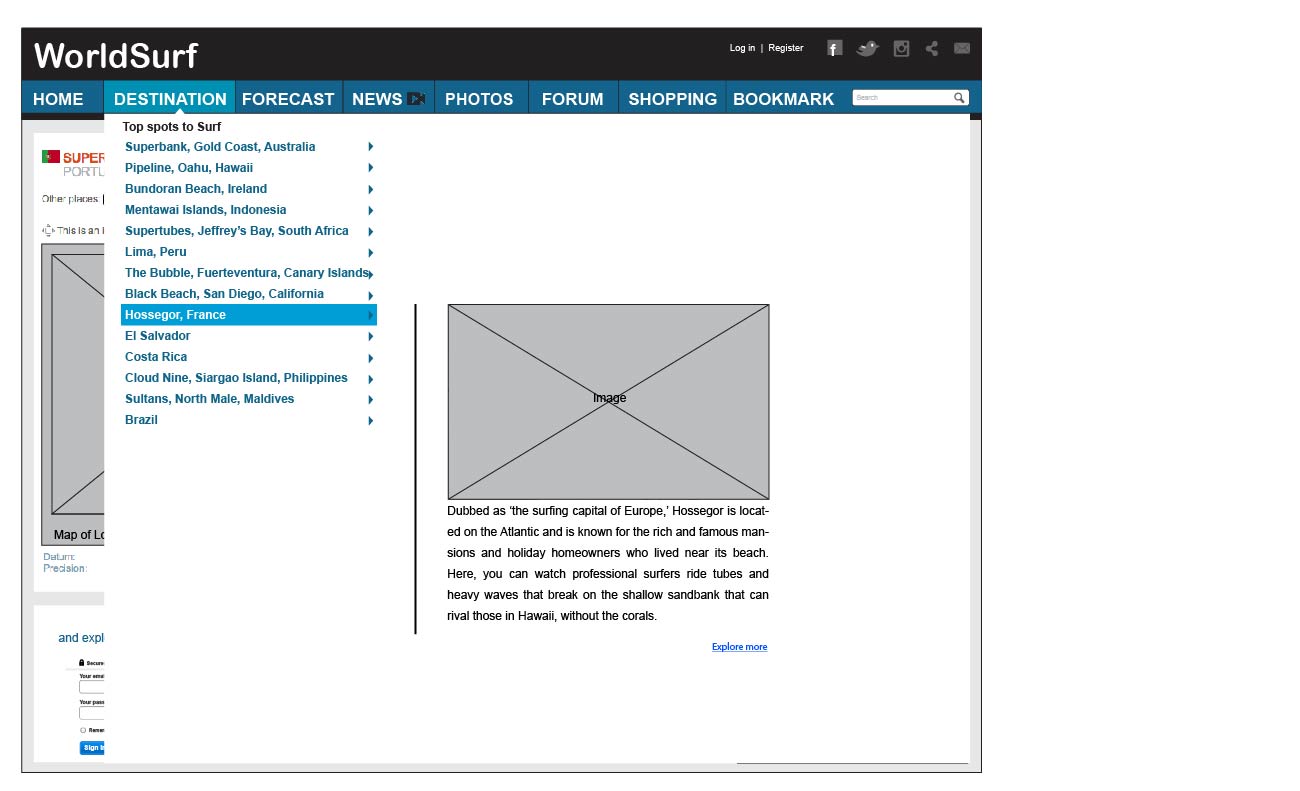 WorldSurf
Log in | Register
HOME DESTINATION FORECAST NEWS PHOTOS FORUM SHOPPING BOOKMARK Search
Top spots to Surf
Superbank, Gold Coast, Australia
Pipeline, Oahu, Hawaii
Bundoran Beach, Ireland
Mentawai Islands, Indonesia
Supertubes, Jeffrey's Bay, South Africa
Lima, Peru
The Bubble, Fuerteventura, Canary Islands
Black Beach, San Diego, California
Hossegor, France
El Salvador
Costa Rica
Cloud Nine, Siargao Island, Philippines
Sultans, North Male, Maldives
Brazil
SUPER
PORTU
Other places:
This is an
Map of Lo
Datum:
Precision:
and expl
Secure
Your emai
Your pass
Remem
Sign In
Image
Dubbed as ‘the surfing capital of Europe,’ Hossegor is locat-
ed on the Atlantic and is known for the rich and famous man-
sions and holiday homeowners who lived near its beach.
Here, you can watch professional surfers ride tubes and
heavy waves that break on the shallow sandbank that can
rival those in Hawaii, without the corals.
Explore more